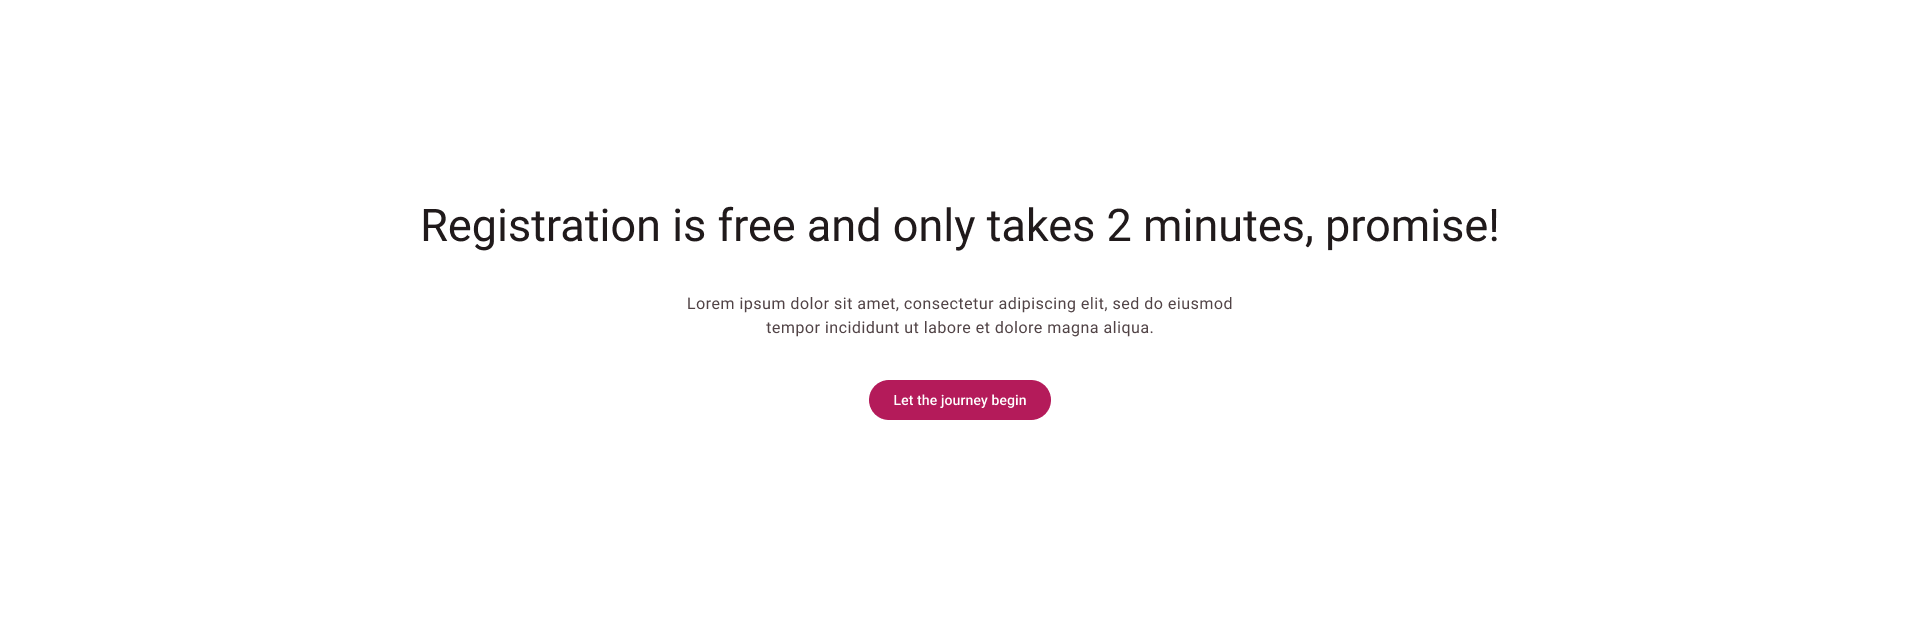 Registration is free and only takes 2 minutes, promise!
Lorem ipsum dolor sit amet, consectetur adipiscing elit, sed do eiusmod
tempor incididunt ut labore et dolore magna aliqua.
Let the journey begin